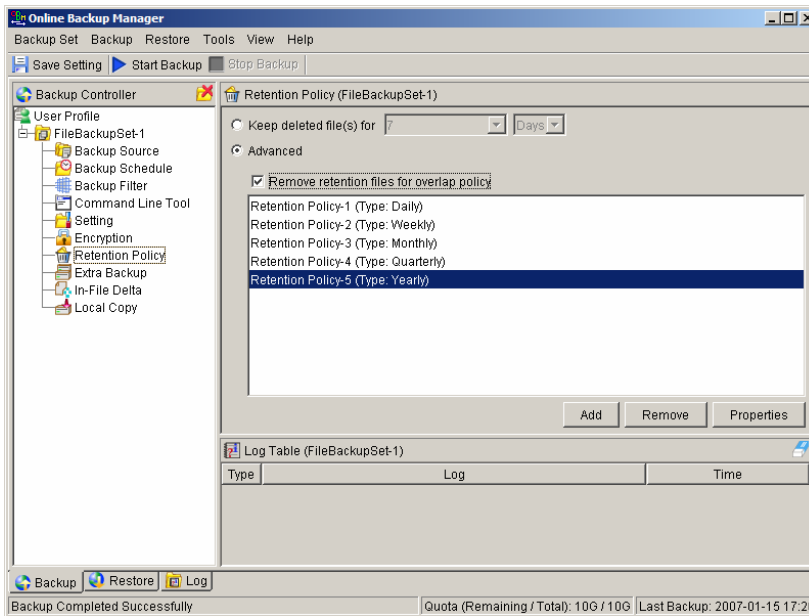 Online Backup Manager
Backup Set Backup Restore Tools View Help
Save Setting Start Backup Stop Backup
Backup Controller
User Profile
FileBackupSet-1
Backup Source
Backup Schedule
Backup Filter
Command Line Tool
Setting
Encryption
Retention Policy
Extra Backup
In-File Delta
Local Copy
Retention Policy (FileBackupSet-1)
Keep deleted file(s) for 7 Days
Advanced
Remove retention files for overlap policy
Retention Policy-1 (Type: Daily)
Retention Policy-2 (Type: Weekly)
Retention Policy-3 (Type: Monthly)
Retention Policy-4 (Type: Quarterly)
Retention Policy-5 (Type: Yearly)
Add Remove Properties
Log Table (FileBackupSet-1)
Type Log Time
Backup Restore Log
Backup Completed Successfully Quota (Remaining / Total): 10G / 10G Last Backup: 2007-01-15 17:2